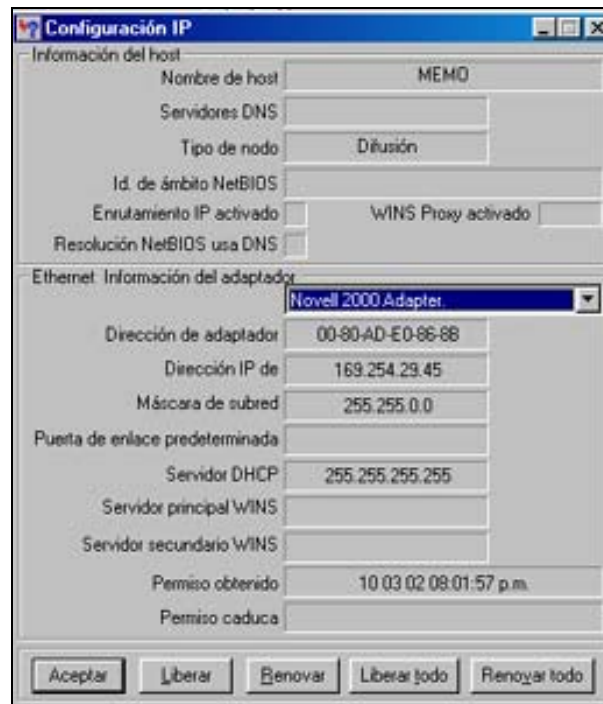 Configuración IP
Información del host
Nombre de host MEMO
Servidores DNS
Tipo de nodo Difusión
Id. de ámbito NetBIOS
Enrutamiento IP activado WINS Proxy activado
Resolución NetBIOS usa DNS
Ethernet Información del adaptador
Novell 2000 Adapter.
Dirección de adaptador 00-80-AD-E0-86-8B
Dirección IP de 169.254.29.45
Máscara de subred 255.255.0.0
Puerta de enlace predeterminada
Servidor DHCP 255.255.255.255
Servidor principal WINS
Servidor secundario WINS
Permiso obtenido 10 03 02 08:01:57 p.m.
Permiso caduca
Aceptar Liberar Renovar Liberar todo Renovar todo